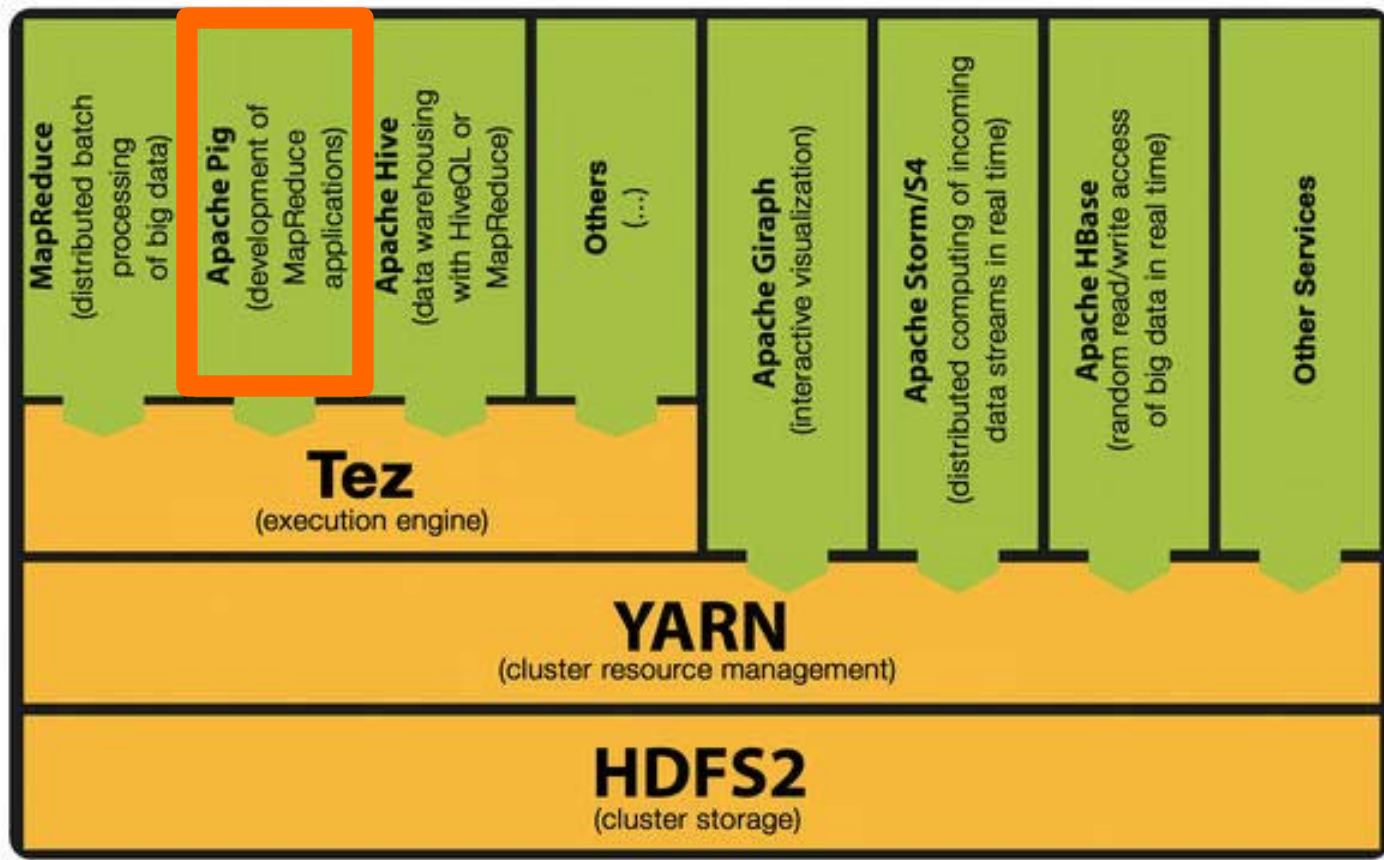 MapReduce
(distributed batch
processing
of big data)
Apache Pig
(development of
MapReduce
applications)
Apache Hive
(data warehousing
with HiveQL or
MapReduce)
Others
(...)
Apache Giraph
(interactive visualization)
Apache Storm/S4
(distributed computing of incoming
data streams in real time)
Apache HBase
(random read/write access
of big data in real time)
Other Services
Tez
(execution engine)
YARN
(cluster resource management)
HDFS2
(cluster storage)